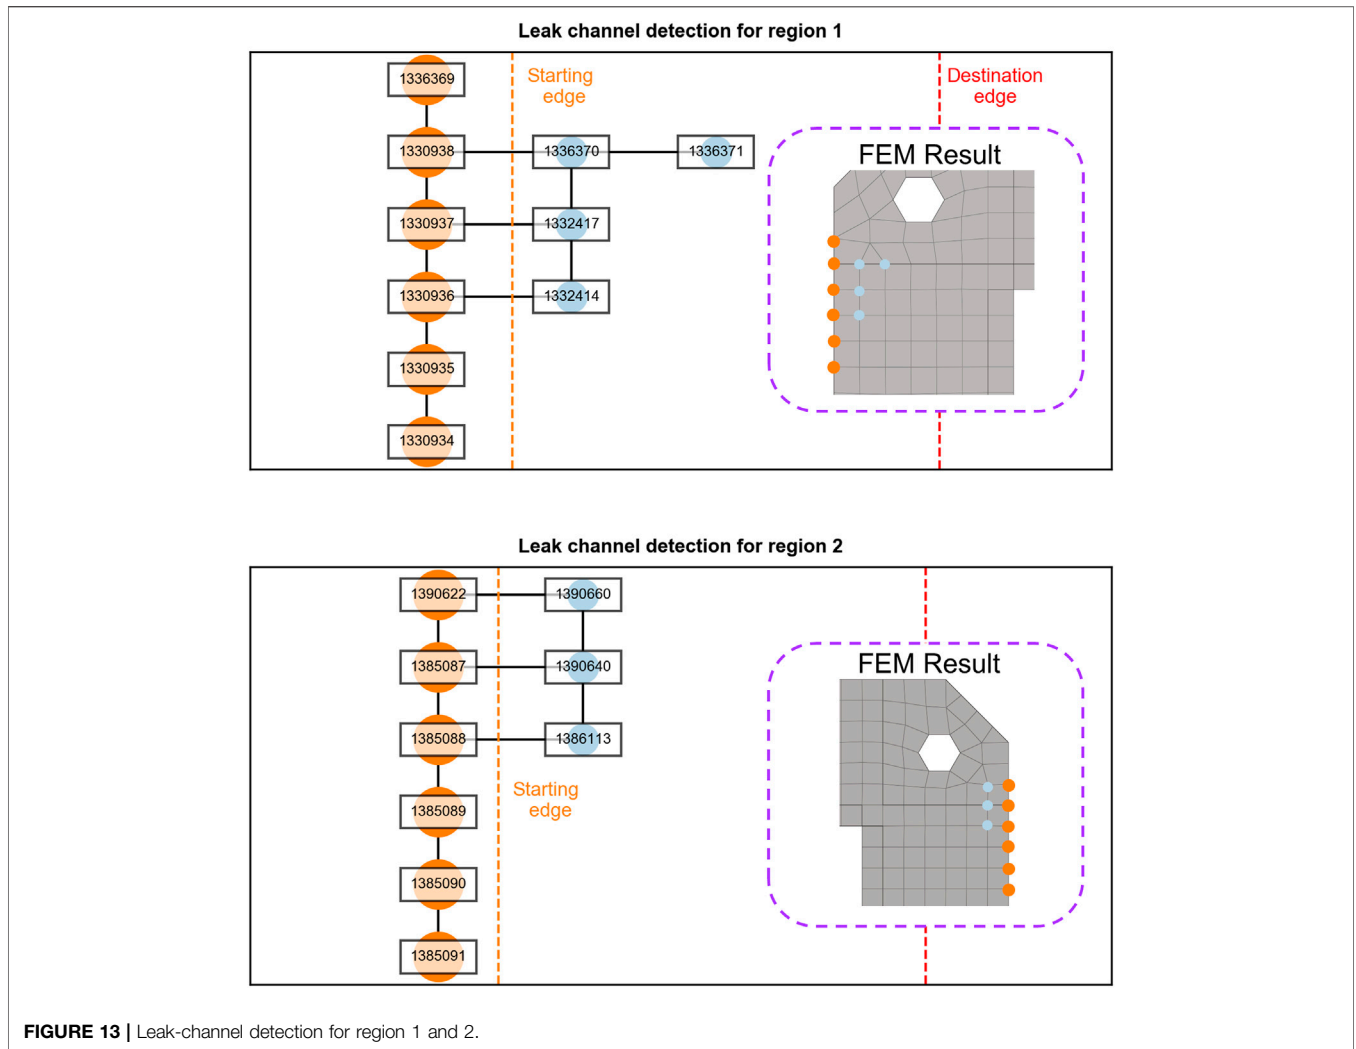 Leak channel detection for region 1
Starting
edge
Destination
edge
1336369
1330938
1336370
1336371
FEM Result
1330937
1332417
1330936
1332414
1330935
1330934
Leak channel detection for region 2
1390622
1390660
1385087
1390640
FEM Result
1385088
1386113
Starting
edge
1385089
1385090
1385091
FIGURE 13 | Leak-channel detection for region 1 and 2.